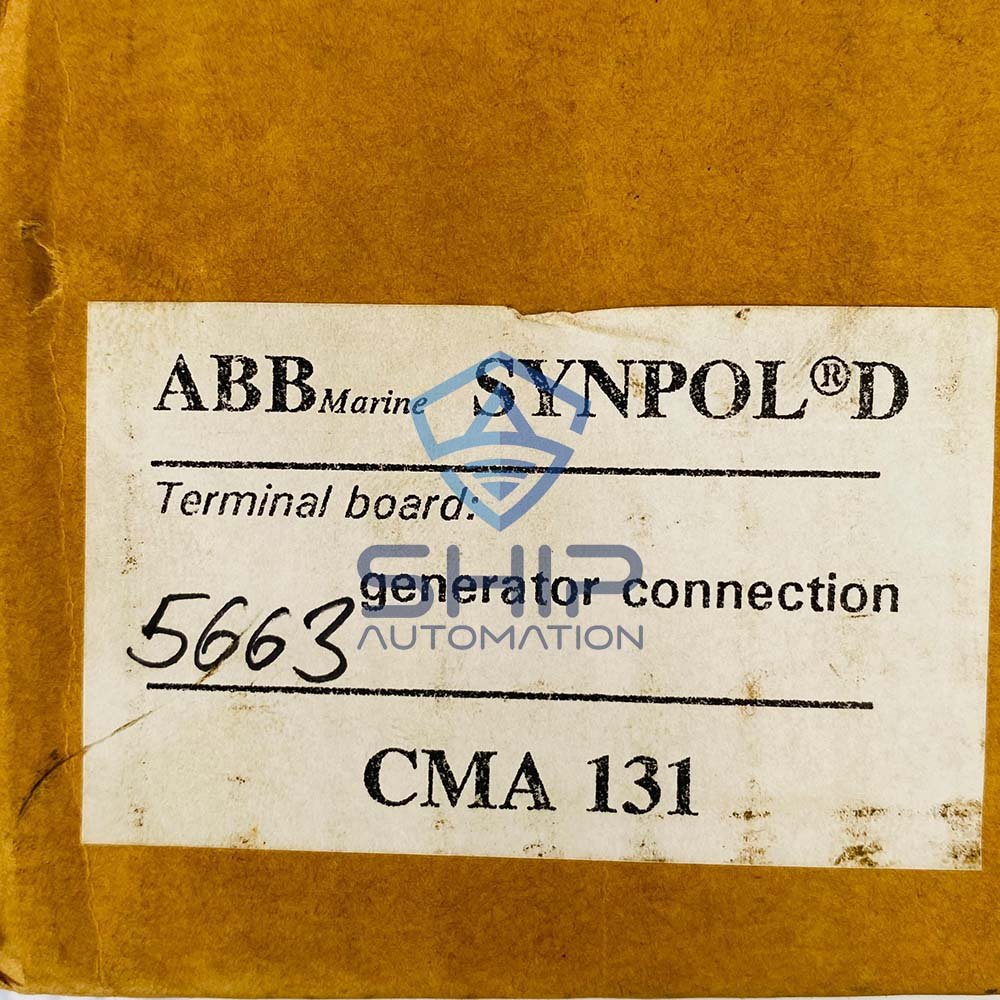 ABB Marine SYNPOL®D
Terminal board:
generator connection
5663
SHIP
AUTOMATION
CMA 131